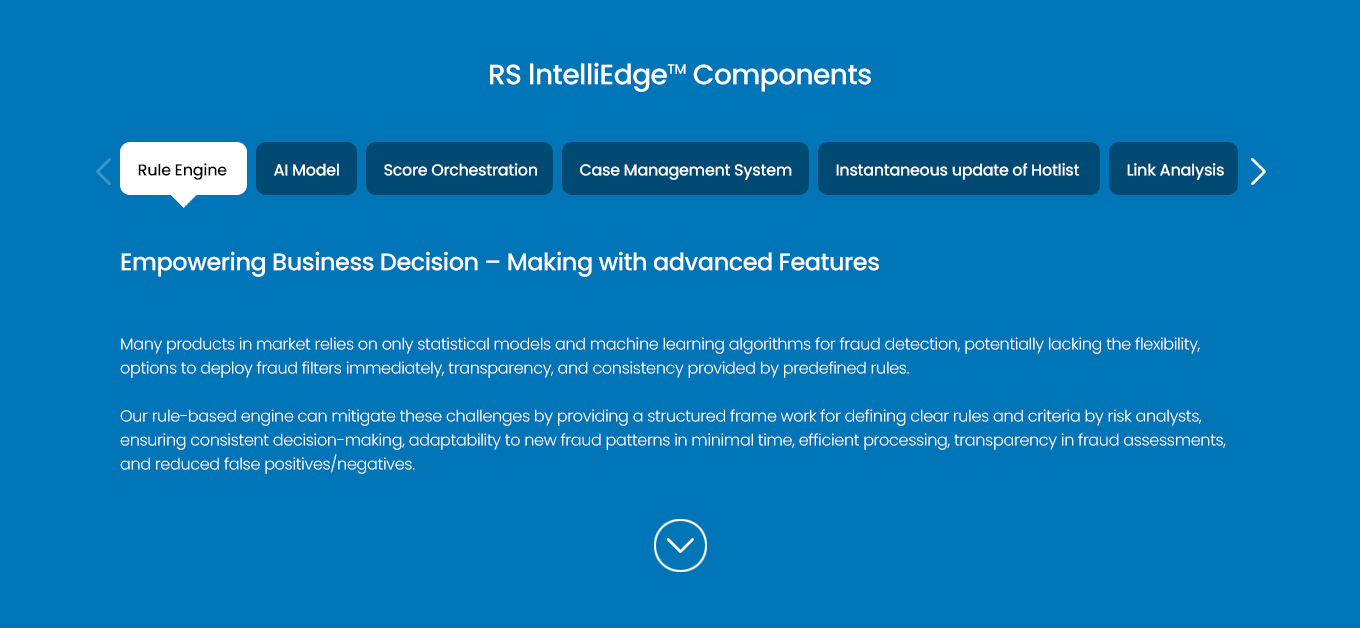 RS IntelliEdge™ Components
Rule Engine
AI Model
Score Orchestration
Case Management System
Instantaneous update of Hotlist
Link Analysis
Empowering Business Decision – Making with advanced Features
Many products in market relies on only statistical models and machine learning algorithms for fraud detection, potentially lacking the flexibility,
options to deploy fraud filters immediately, transparency, and consistency provided by predefined rules.
Our rule-based engine can mitigate these challenges by providing a structured frame work for defining clear rules and criteria by risk analysts,
ensuring consistent decision-making, adaptability to new fraud patterns in minimal time, efficient processing, transparency in fraud assessments,
and reduced false positives/negatives.